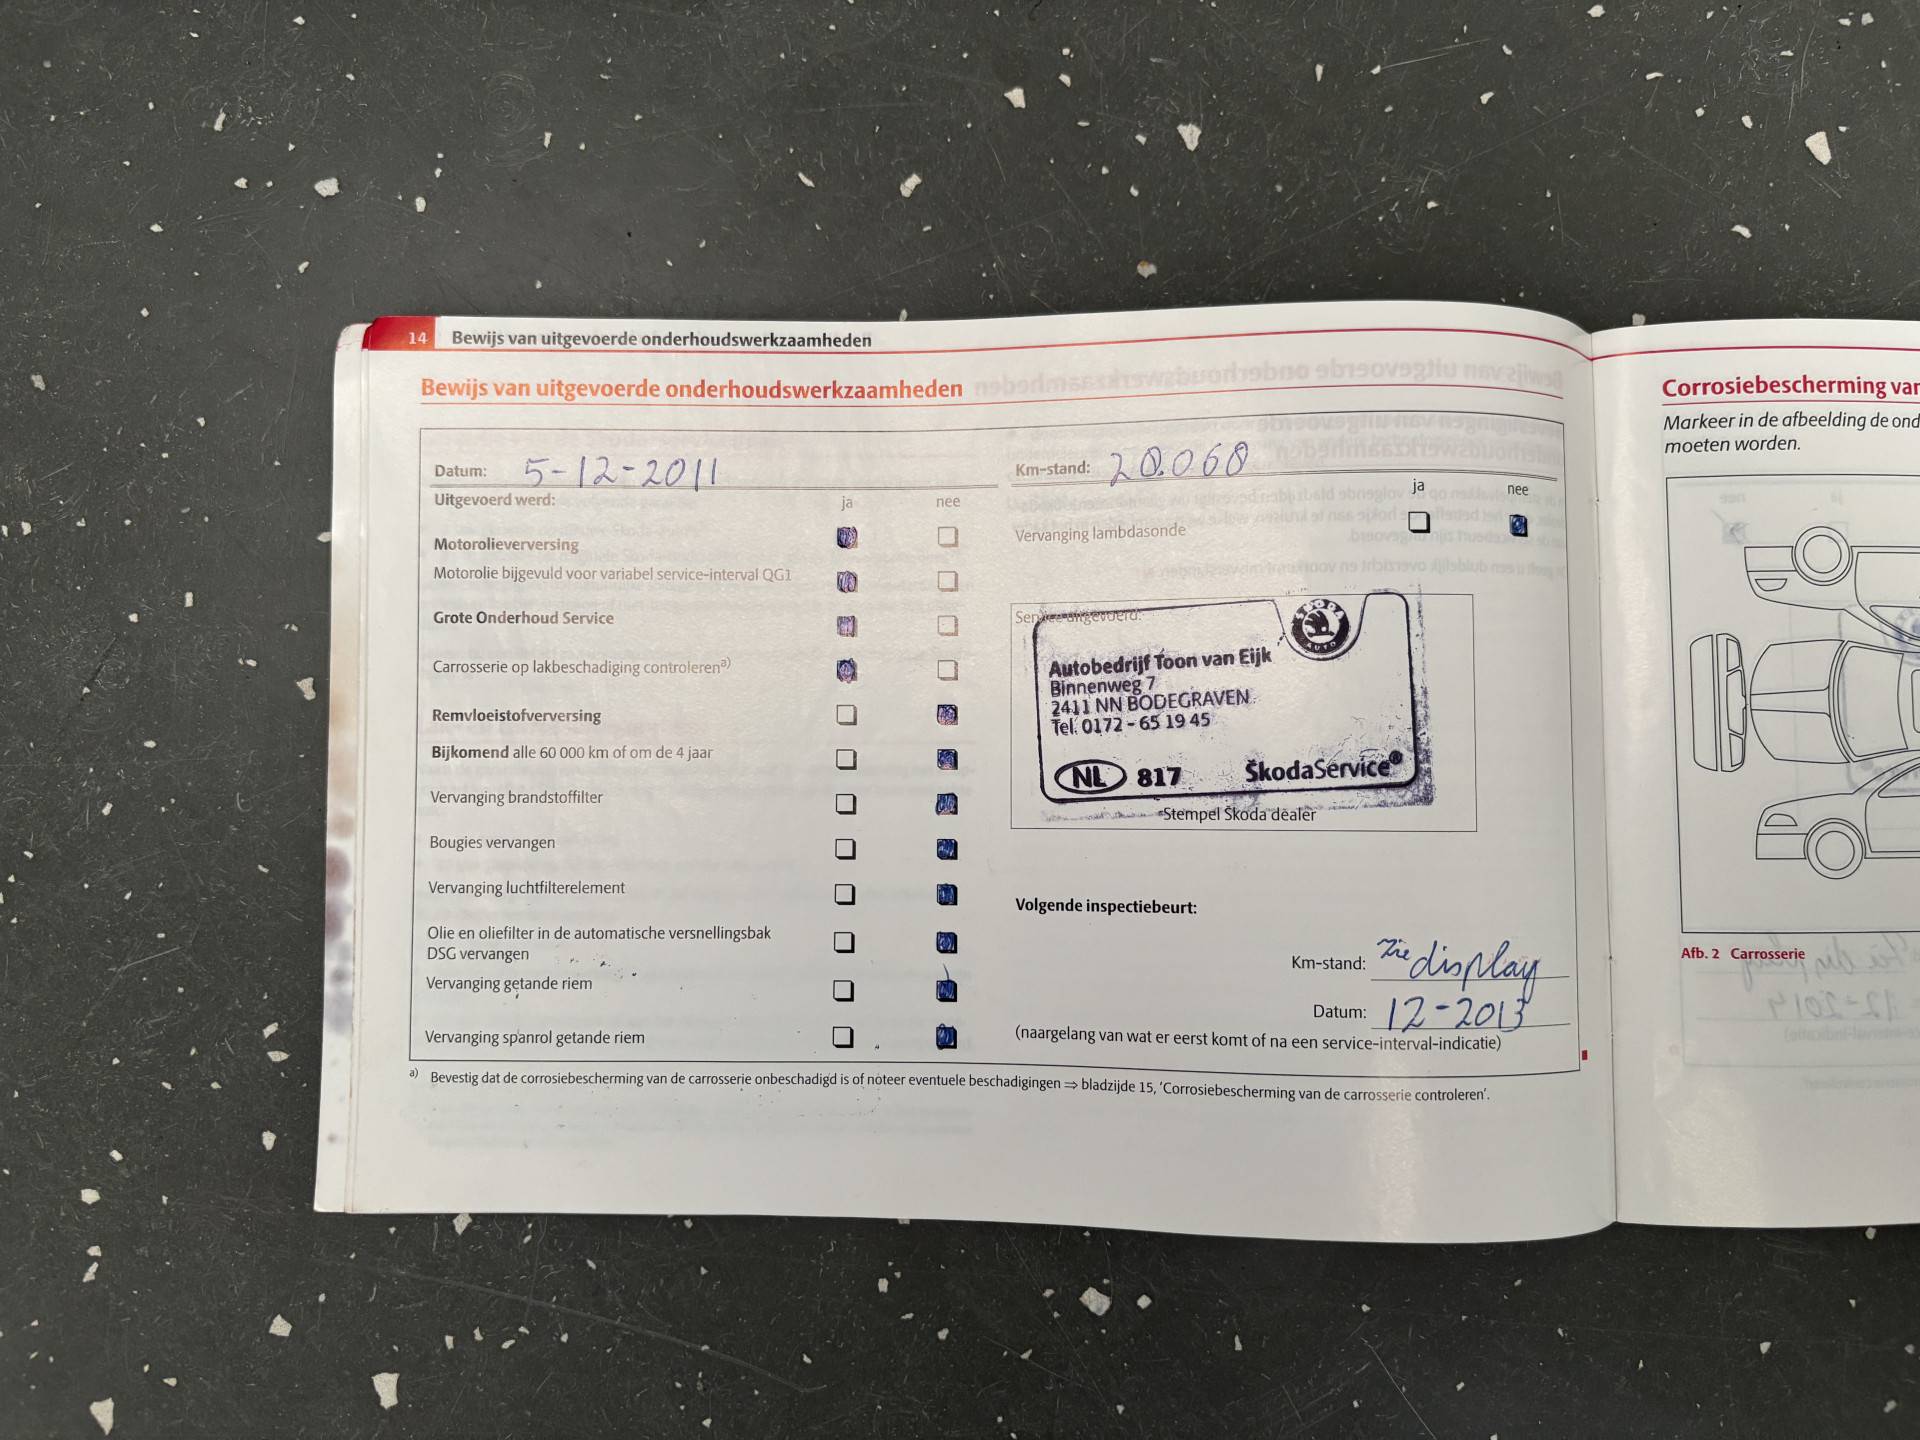 14 Bewijs van uitgevoerde onderhoudswerkzaamheden
Bewijs van uitgevoerde onderhoudswerkzaamheden
Datum: 5-12-2011
Uitgevoerd werd: ja nee
Motorolieverversing
Motorolie bijgevuld voor variabel service-interval QG1
Grote Onderhoud Service
Carrosserie op lakbeschadiging controleren a)
Remvloeistofverversing
Bijkomend alle 60 000 km of om de 4 jaar
Vervanging brandstoffilter
Bougies vervangen
Vervanging luchtfilterelement
Olie en oliefilter in de automatische versnellingsbak
DSG vervangen
Vervanging getande riem
Vervanging spanrol getande riem
Km-stand: 28.068
ja nee
Vervanging lambdasonde
Service uitgevoerd:
SKODA
AUTO
Autobedrijf Toon van Eijk
Binnenweg 7
2411 NN BODEGRAVEN
Tel. 0172 - 65 19 45
NL 817 ŠkodaService®
Stempel Škoda dealer
Volgende inspectiebeurt:
Km-stand: Zie display
Datum: 12-2013
(naargelang van wat er eerst komt of na een service-interval-indicatie)
a) Bevestig dat de corrosiebescherming van de carrosserie onbeschadigd is of noteer eventuele beschadigingen ⇒ bladzijde 15, 'Corrosiebescherming van de carrosserie controleren'.
Corrosiebescherming van
Markeer in de afbeelding de ond
moeten worden.
Afb. 2 Carrosserie